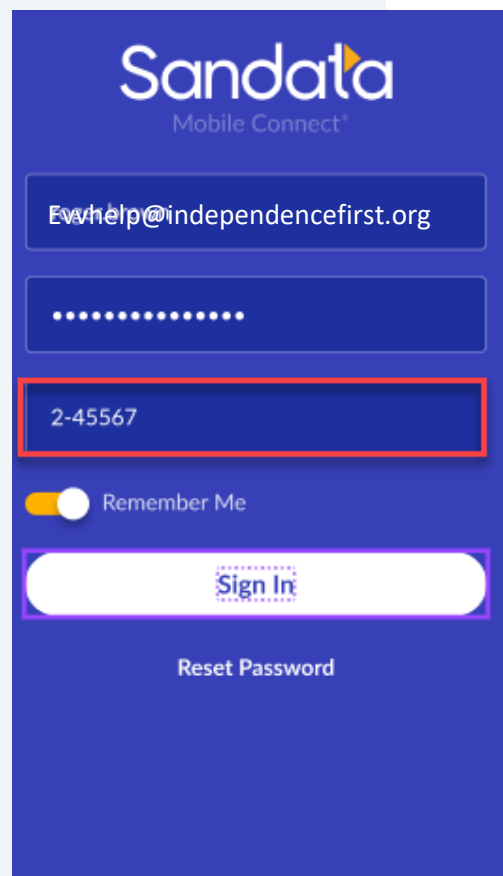 Sandata
Mobile Connect®
Evvhelp@independencefirst.org
•••••••••••••••
2-45567
Remember Me
Sign In
Reset Password